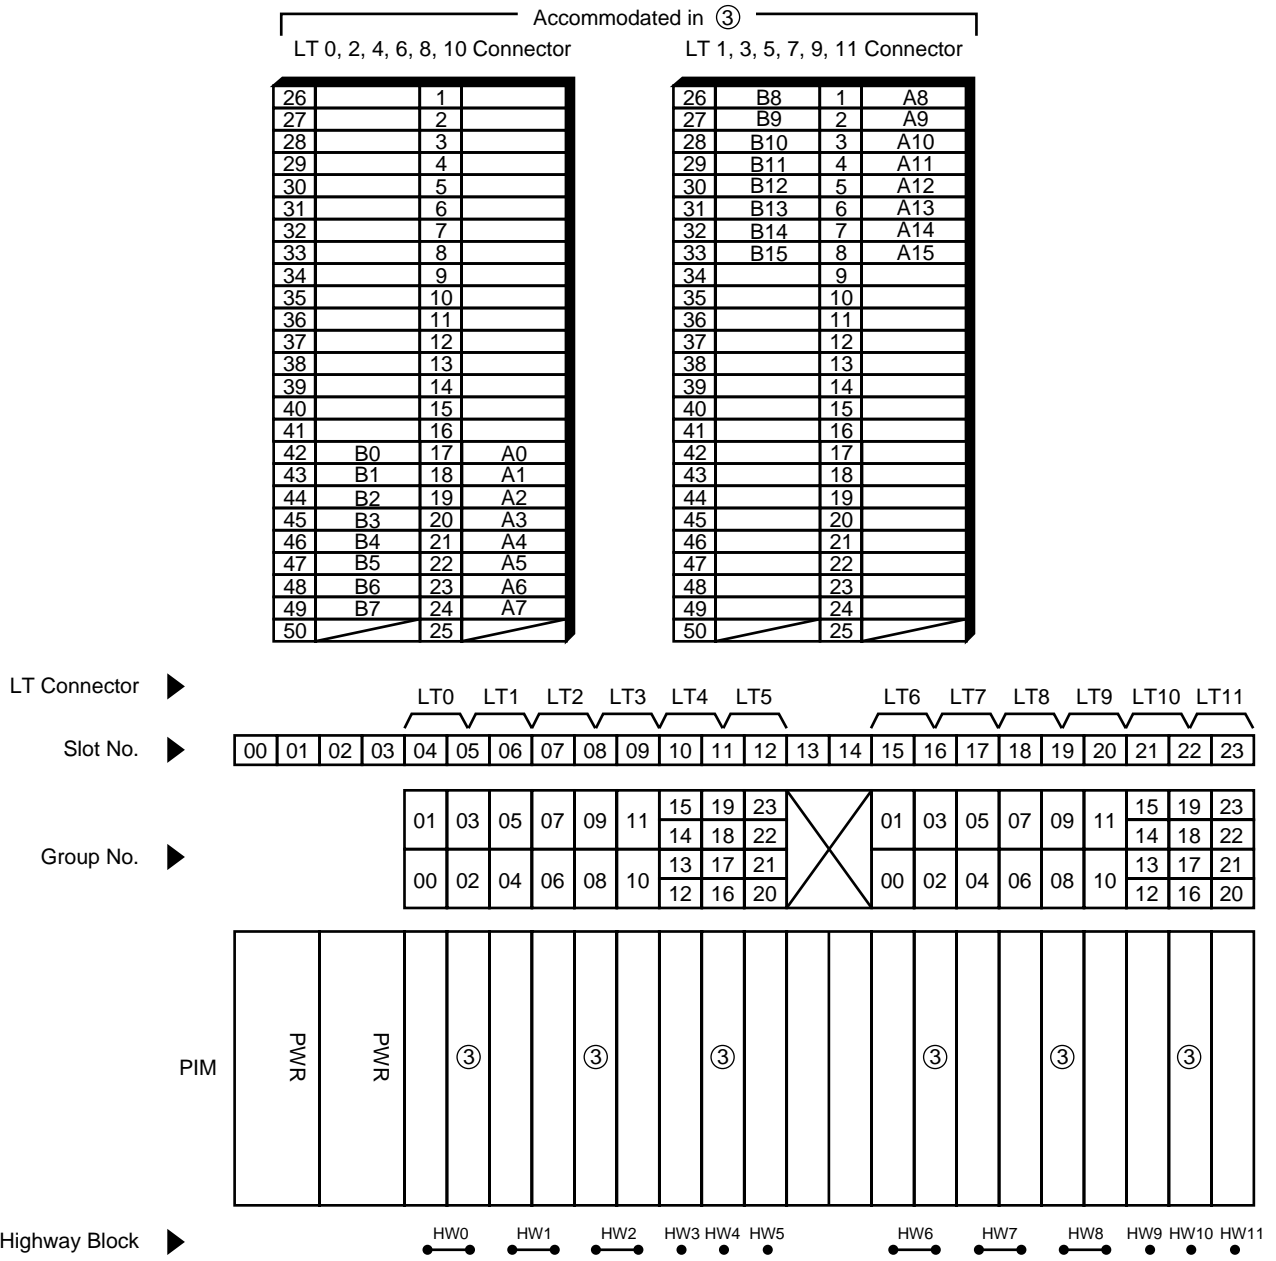 Accommodated in ③
LT 0, 2, 4, 6, 8, 10 Connector LT 1, 3, 5, 7, 9, 11 Connector
26 1 26 B8 1 A8
27 2 27 B9 2 A9
28 3 28 B10 3 A10
29 4 29 B11 4 A11
30 5 30 B12 5 A12
31 6 31 B13 6 A13
32 7 32 B14 7 A14
33 8 33 B15 8 A15
34 9 34 9
35 10 35 10
36 11 36 11
37 12 37 12
38 13 38 13
39 14 39 14
40 15 40 15
41 16 41 16
42 B0 17 A0 42 17
43 B1 18 A1 43 18
44 B2 19 A2 44 19
45 B3 20 A3 45 20
46 B4 21 A4 46 21
47 B5 22 A5 47 22
48 B6 23 A6 48 23
49 B7 24 A7 49 24
50 25 50 25
LT Connector LT0 LT1 LT2 LT3 LT4 LT5 LT6 LT7 LT8 LT9 LT10 LT11
Slot No. 00 01 02 03 04 05 06 07 08 09 10 11 12 13 14 15 16 17 18 19 20 21 22 23
15 19 23 15 19 23
01 03 05 07 09 11 01 03 05 07 09 11
14 18 22 14 18 22
Group No.
13 17 21 13 17 21
00 02 04 06 08 10 00 02 04 06 08 10
12 16 20 12 16 20
PIM PWR PWR ③ ③ ③ ③ ③ ③
Highway Block HW0 HW1 HW2 HW3 HW4 HW5 HW6 HW7 HW8 HW9 HW10 HW11